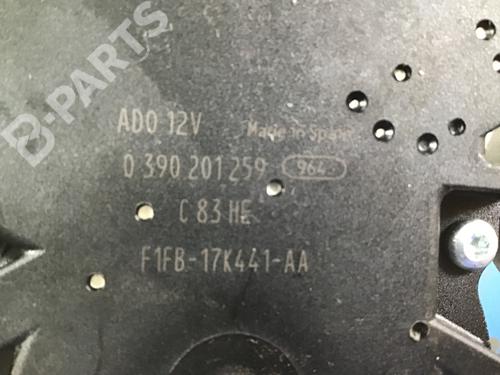 B-PARTS
ADO 12V Made in Spain
0 390 201 259 964
C 83 HE
F1FB-17K441-AA